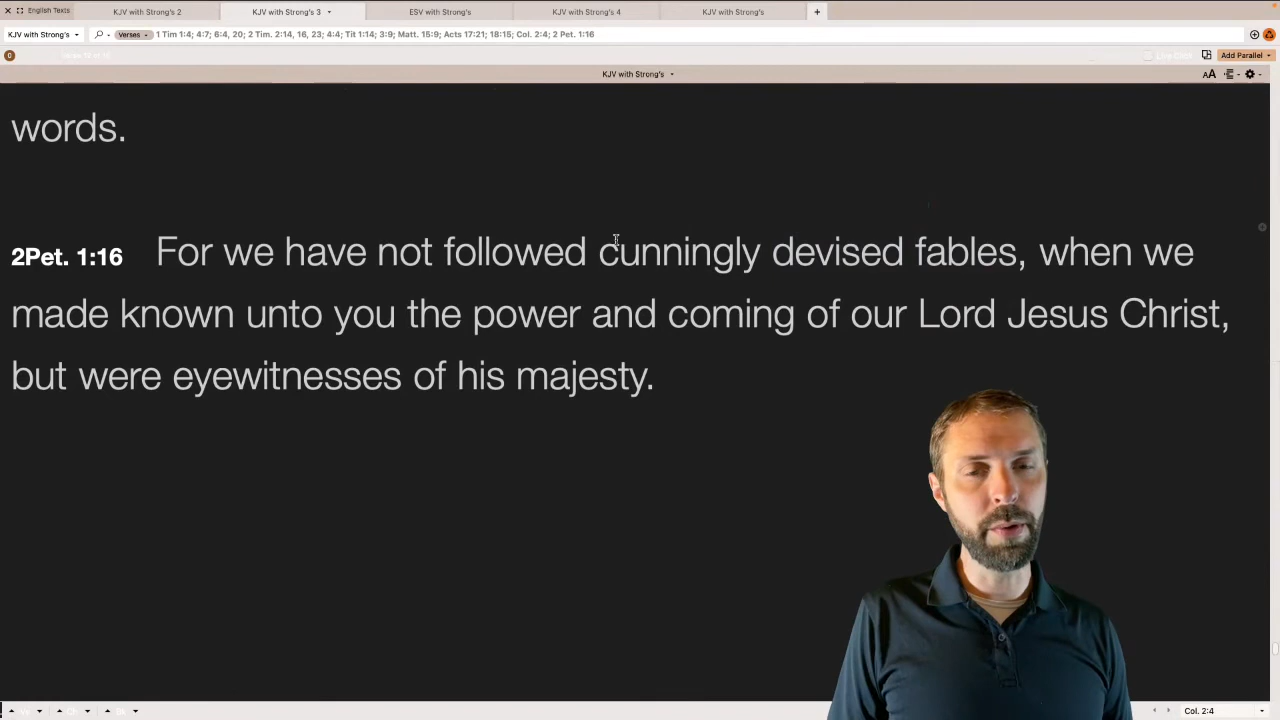 English Texts
KJV with Strong's 2
KJV with Strong's 3
ESV with Strong's
KJV with Strong's 4
KJV with Strong's
KJV with Strong's
Verses
1 Tim 1:4; 4:7; 6:4, 20; 2 Tim. 2:14, 16, 23; 4:4; Tit 1:14; 3:9; Matt. 15:9; Acts 17:21; 18:15; Col. 2:4; 2 Pet. 1:16
0
Add Parallel
KJV with Strong's
AA
words.
2Pet. 1:16 For we have not followed cunningly devised fables, when we
made known unto you the power and coming of our Lord Jesus Christ,
but were eyewitnesses of his majesty.
Col. 2:4